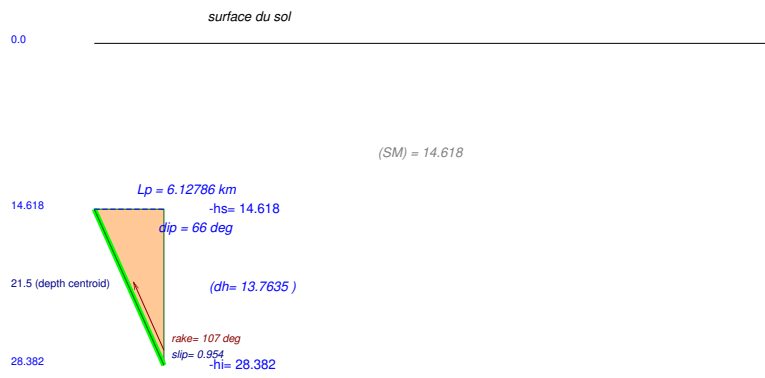 surface du sol
0.0
(SM) = 14.618
Lp = 6.12786 km
14.618
-hs= 14.618
dip = 66 deg
21.5 (depth centroid)
(dh= 13.7635 )
rake= 107 deg
slip= 0.954
28.382
-hi= 28.382